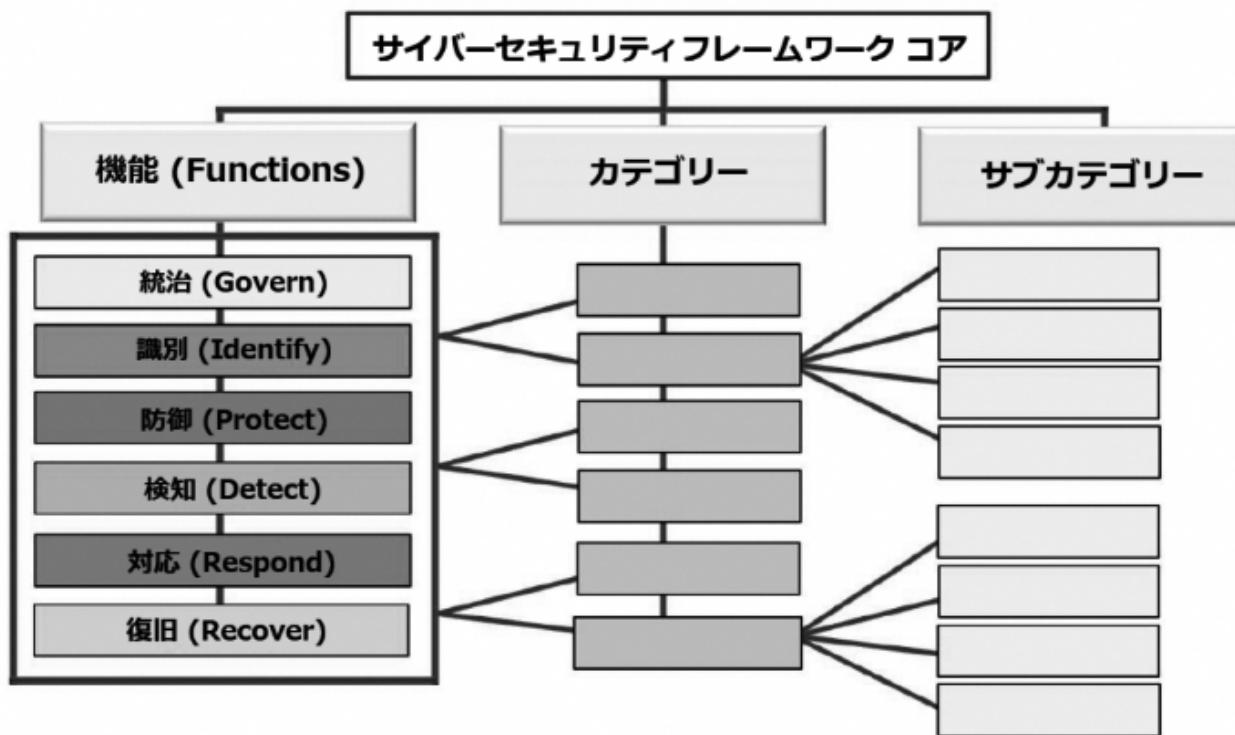 サイバーセキュリティフレームワーク コア
機能 (Functions)
カテゴリー
サブカテゴリー
統治 (Govern)
識別 (Identify)
防御 (Protect)
検知 (Detect)
対応 (Respond)
復旧 (Recover)